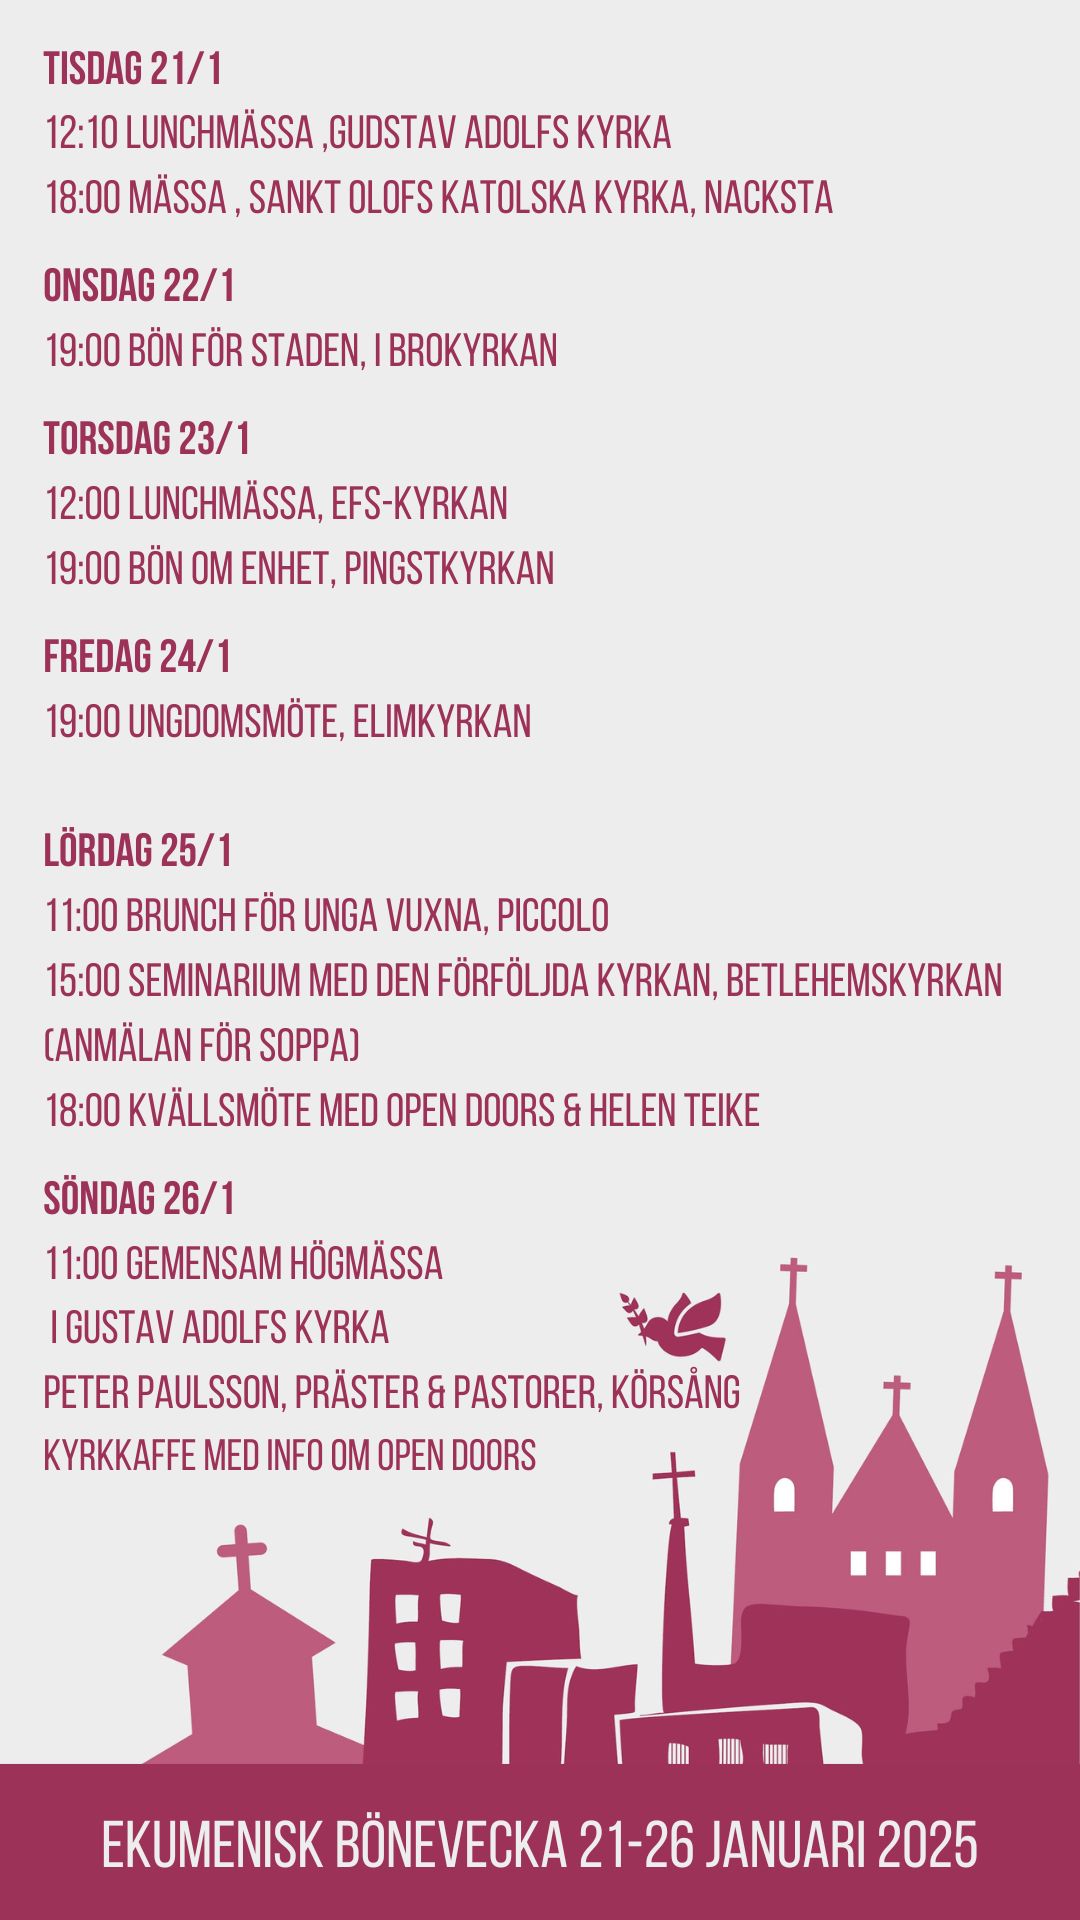 TISDAG 21/1
12:10 LUNCHMÄSSA ,GUDSTAV ADOLFS KYRKA
18:00 MÄSSA , SANKT OLOFS KATOLSKA KYRKA, NACKSTA
ONSDAG 22/1
19:00 BÖN FÖR STADEN, I BROKYRKAN
TORSDAG 23/1
12:00 LUNCHMÄSSA, EFS-KYRKAN
19:00 BÖN OM ENHET, PINGSTKYRKAN
FREDAG 24/1
19:00 UNGDOMSMÖTE, ELIMKYRKAN
LÖRDAG 25/1
11:00 BRUNCH FÖR UNGA VUXNA, PICCOLO
15:00 SEMINARIUM MED DEN FÖRFÖLJDA KYRKAN, BETLEHEMSKYRKAN
(ANMÄLAN FÖR SOPPA)
18:00 KVÄLLSMÖTE MED OPEN DOORS & HELEN TEIKE
SÖNDAG 26/1
11:00 GEMENSAM HÖGMÄSSA
I GUSTAV ADOLFS KYRKA
PETER PAULSSON, PRÄSTER & PASTORER, KÖRSÅNG
KYRKKAFFE MED INFO OM OPEN DOORS
EKUMENISK BÖNEVECKA 21-26 JANUARI 2025